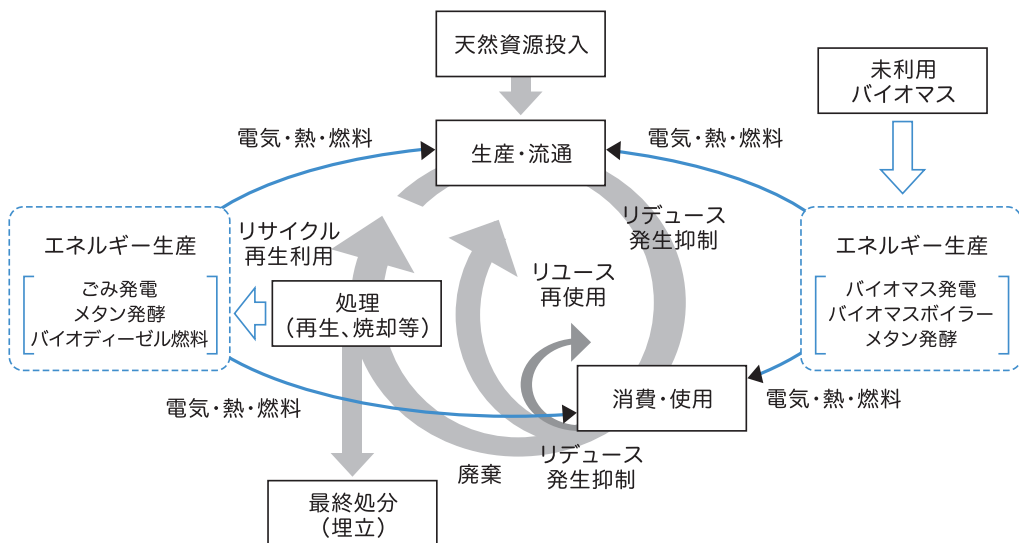 天然資源投入
未利用
バイオマス
電気・熱・燃料
生産・流通
電気・熱・燃料
リサイクル
再生利用
リデュース
発生抑制
エネルギー生産
ごみ発電
メタン発酵
バイオディーゼル燃料
処理
（再生、焼却等）
リユース
再使用
エネルギー生産
バイオマス発電
バイオマスボイラー
メタン発酵
電気・熱・燃料
消費・使用
電気・熱・燃料
廃棄
リデュース
発生抑制
最終処分
（埋立）